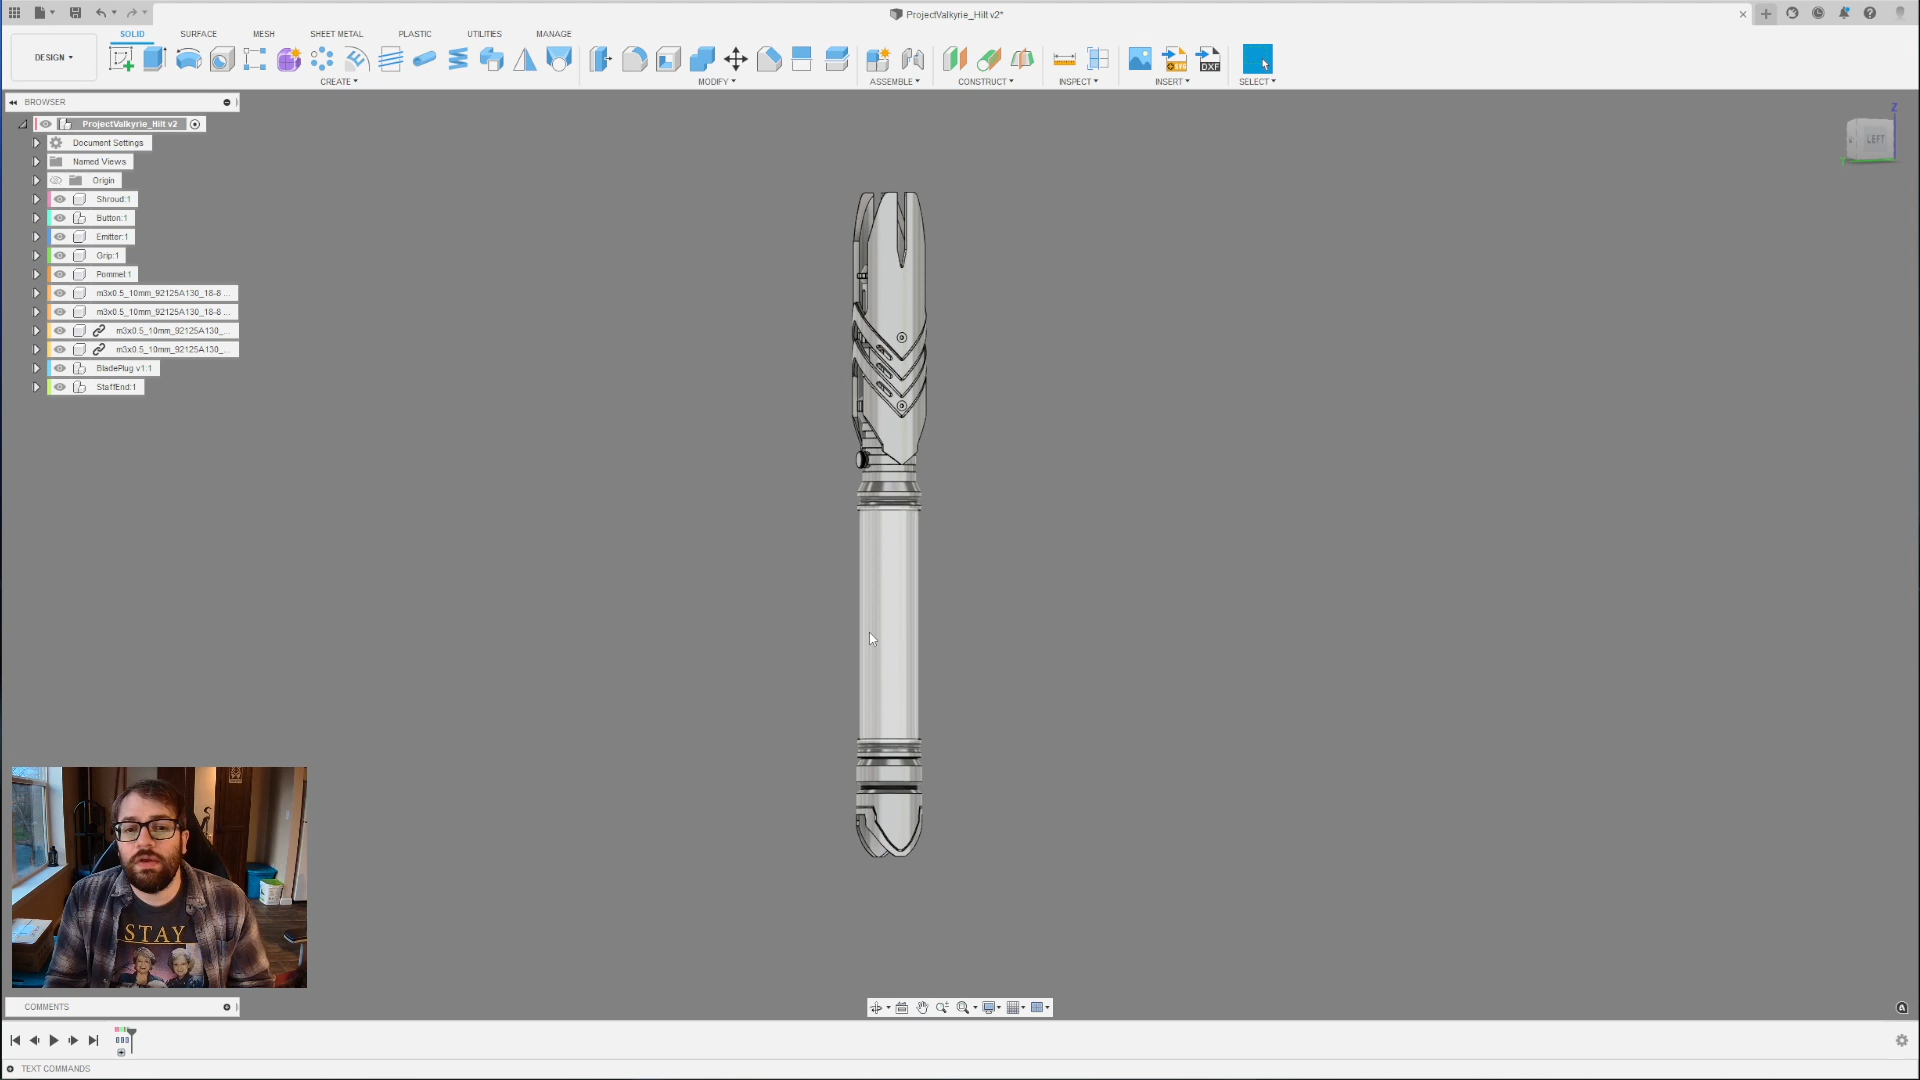 ProjectValkyrie_Hilt v2*
SOLID SURFACE MESH SHEET METAL PLASTIC UTILITIES MANAGE
DESIGN
SVG DXF
CREATE MODIFY ASSEMBLE CONSTRUCT INSPECT INSERT SELECT
BROWSER
ProjectValkyrie_Hilt v2
Document Settings
Named Views
Origin
Shroud:1
Button:1
Emitter:1
Grip:1
Pommel:1
m3x0.5_10mm_92125A130_18-8 ...
m3x0.5_10mm_92125A130_18-8 ...
m3x0.5_10mm_92125A130_...
m3x0.5_10mm_92125A130_...
BladePlug v1:1
StaffEnd:1
Z
LEFT
STAY
COMMENTS
TEXT COMMANDS